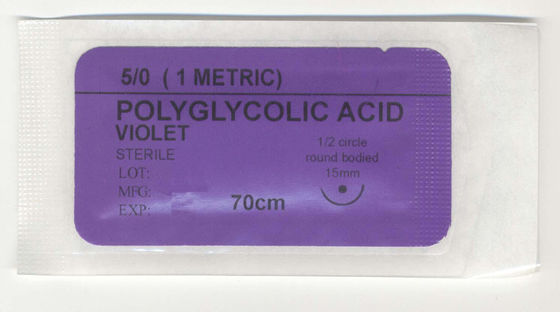 5/0 ( 1 METRIC)
POLYGLYCOLIC ACID
VIOLET
STERILE
LOT:
MFG:
EXP:
70cm
1/2 circle
round bodied
15mm